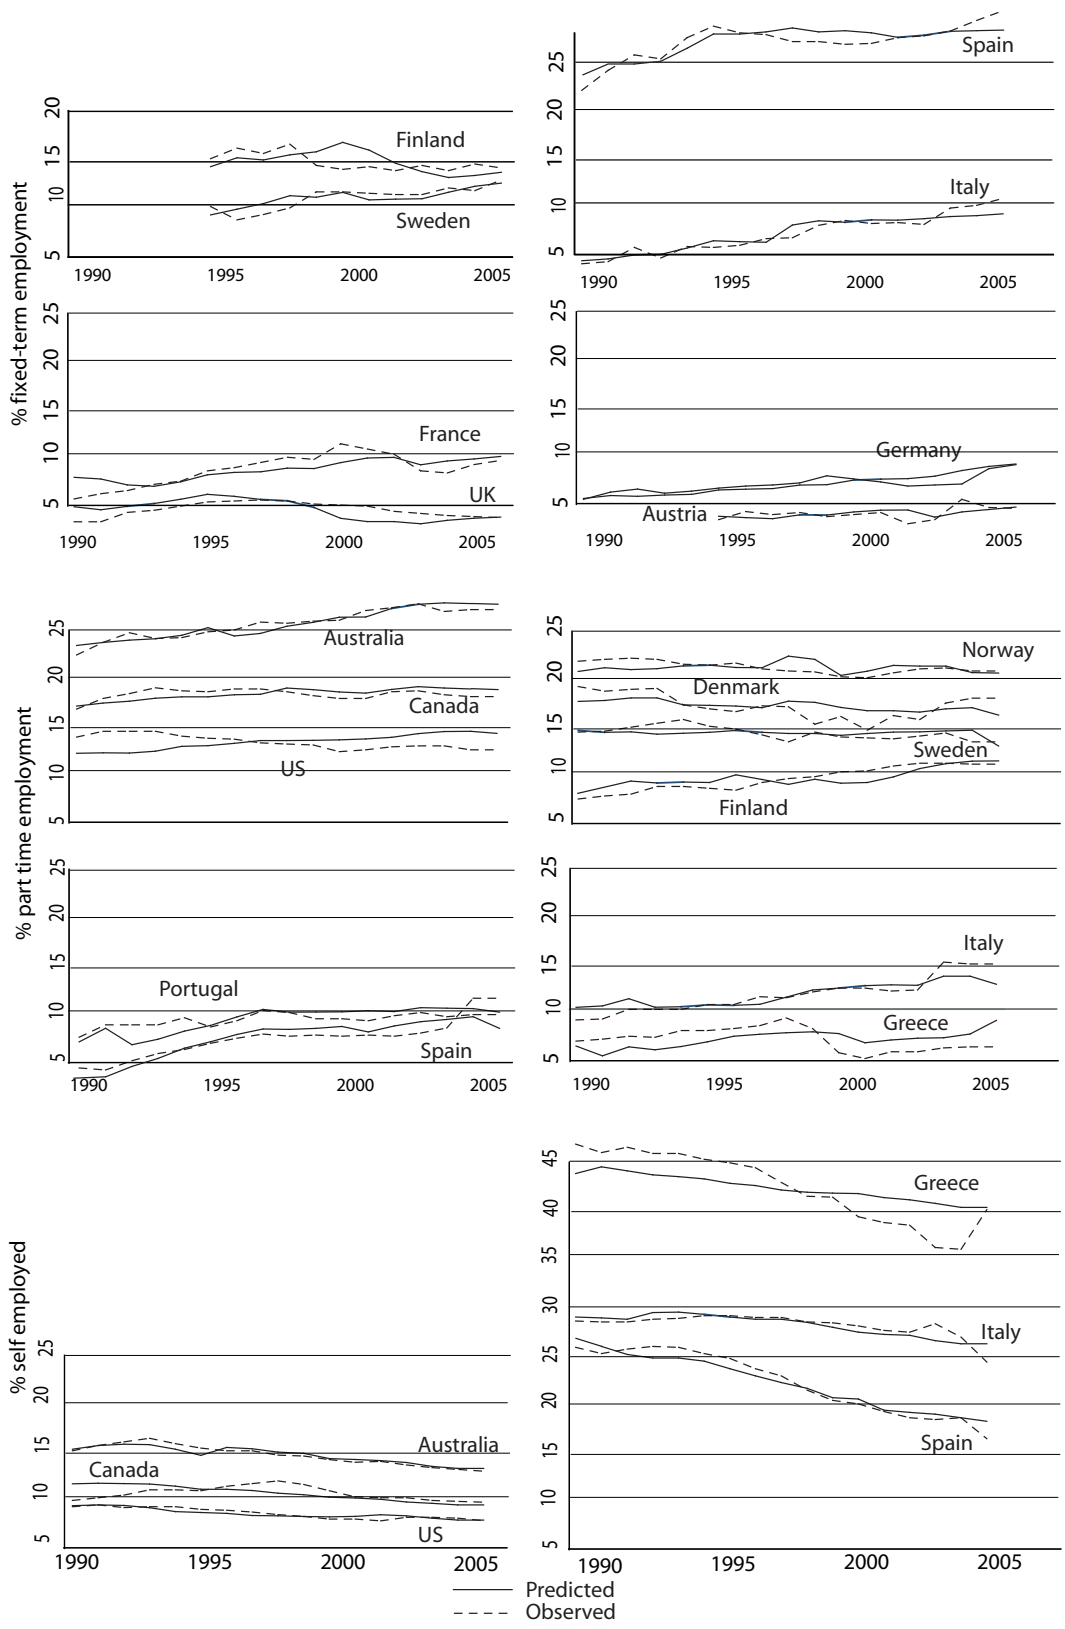 % fixed-term employment
20
15
10
5
Finland
Sweden
1990 1995 2000 2005
25
20
15
10
5
Spain
Italy
1990 1995 2000 2005
25
20
15
10
5
France
UK
1990 1995 2000 2005
25
20
15
10
5
Germany
Austria
1990 1995 2000 2005
% part time employment
25
20
15
10
5
Australia
Canada
US
25
20
15
10
5
Norway
Denmark
Sweden
Finland
25
20
15
10
5
Portugal
Spain
1990 1995 2000 2005
25
20
15
10
5
Italy
Greece
1990 1995 2000 2005
% self employed
25
20
15
10
5
Australia
Canada
US
1990 1995 2000 2005
45
40
35
30
25
20
15
10
5
Greece
Italy
Spain
1990 1995 2000 2005
Predicted
Observed